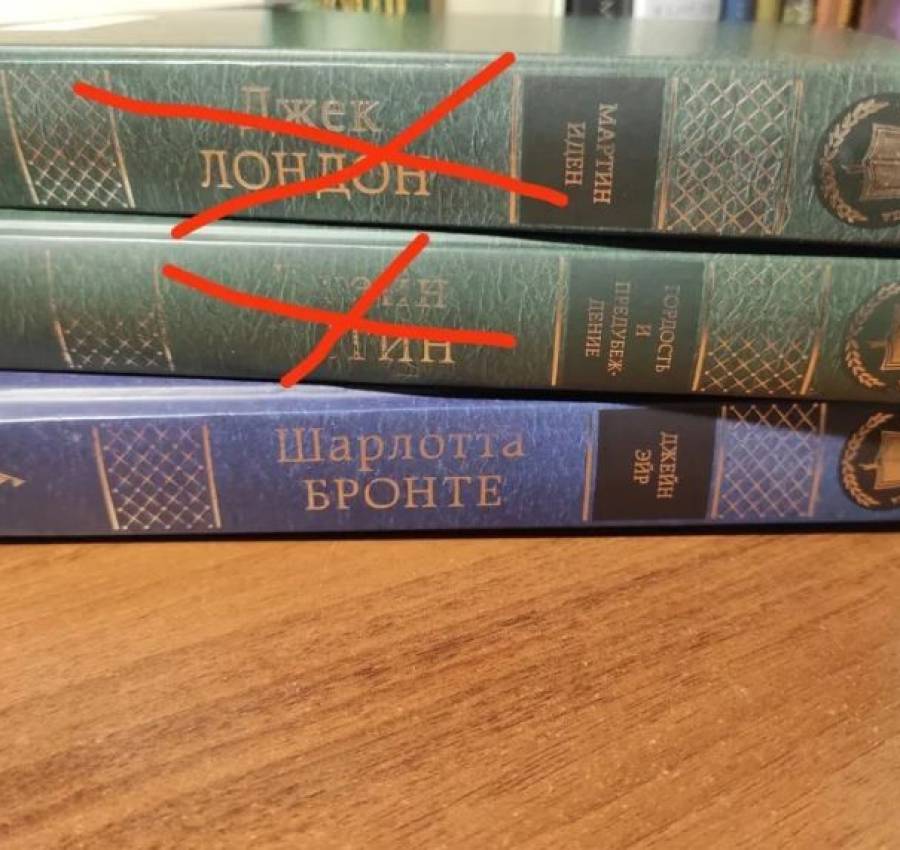 Джек
ЛОНДОН
МАРТИН
ИДЕН
ГОРДОСТЬ
И
ПРЕДУБЕЖ-
ДЕНИЕ
Шарлотта
БРОНТЕ
ДЖЕЙН
ЭЙР